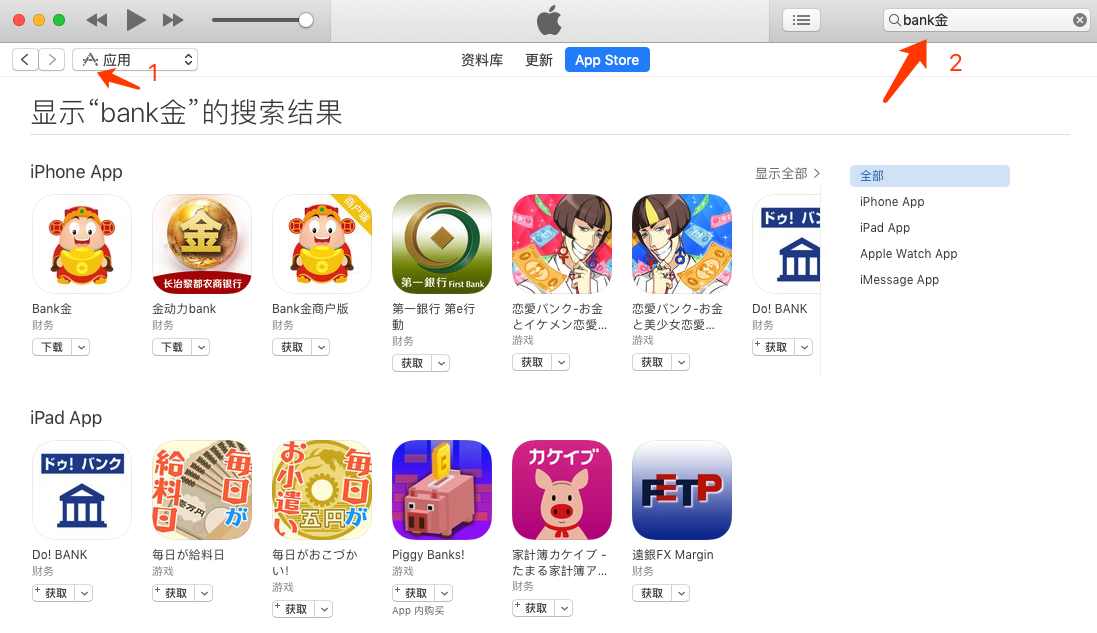 bank金
应用
1
资料库
更新
App Store
2
显示“bank金”的搜索结果
iPhone App
显示全部
全部
iPhone App
iPad App
Apple Watch App
iMessage App
金
长治黎都农商银行
商户版
第一銀行 First Bank
ドゥ! バンク
Bank金
财务
下载
金动力bank
财务
下载
Bank金商户版
财务
获取
第一銀行 第e行
動
财务
获取
恋愛バンク-お金
とイケメン恋愛...
游戏
获取
恋愛バンク-お金
と美少女恋愛...
游戏
获取
Do! BANK
财务
+ 获取
iPad App
ドゥ! バンク
毎日が
給料日
壱万円
毎日が
お小遣い
五円
カケイブ
FETP
Do! BANK
财务
+ 获取
毎日が給料日
游戏
+ 获取
毎日がおこづか
い!
游戏
+ 获取
Piggy Banks!
游戏
+ 获取
App 内购买
家計簿カケイブ -
たまる家計簿ア...
财务
+ 获取
遠銀FX Margin
财务
获取